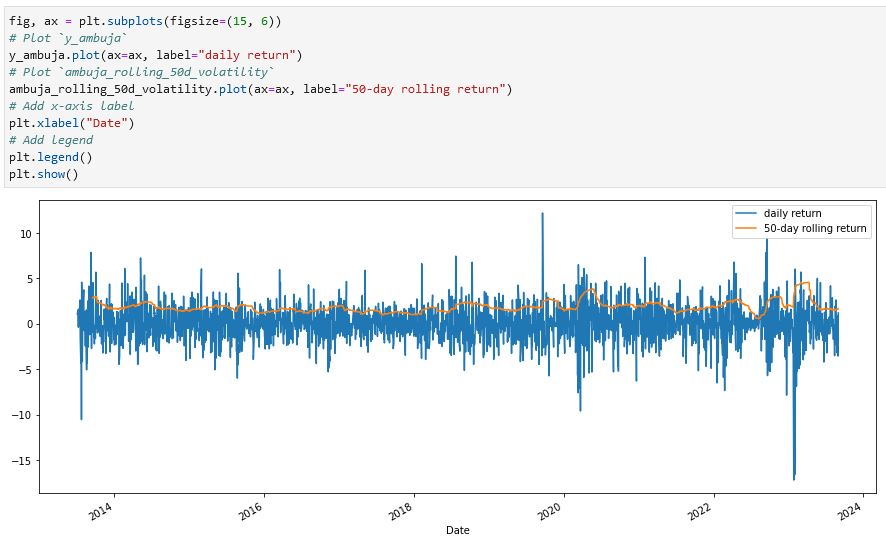 fig, ax = plt.subplots(figsize=(15, 6))
# Plot `y_ambuja`
y_ambuja.plot(ax=ax, label="daily return")
# Plot `ambuja_rolling_50d_volatility`
ambuja_rolling_50d_volatility.plot(ax=ax, label="50-day rolling return")
# Add x-axis label
plt.xlabel("Date")
# Add legend
plt.legend()
plt.show()
daily return
50-day rolling return
10
5
0
−5
−10
−15
2014
2016
2018
2020
2022
2024
Date